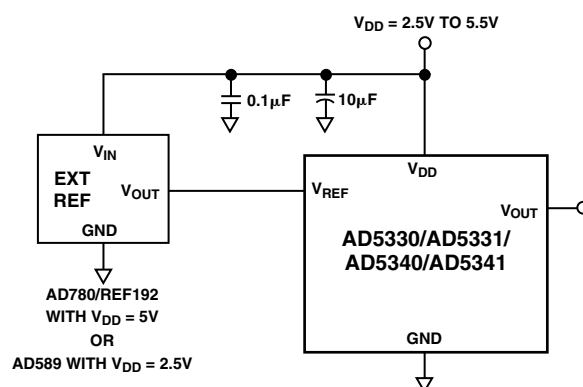 V_DD = 2.5V TO 5.5V
0.1µF
10µF
V_IN
EXT
REF
V_OUT
GND
V_REF
V_DD
V_OUT
AD5330/AD5331/
AD5340/AD5341
GND
AD780/REF192
WITH V_DD = 5V
OR
AD589 WITH V_DD = 2.5V